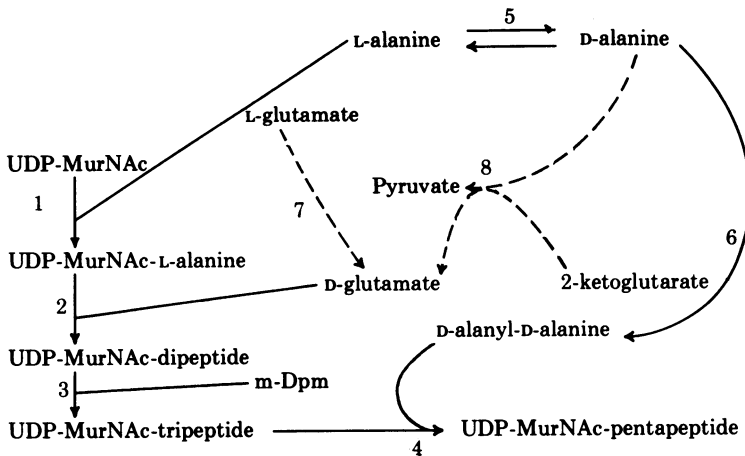 5
L-alanine
D-alanine
L-glutamate
UDP-MurNAc
8
Pyruvate
1
7
6
UDP-MurNAc-L-alanine
D-glutamate
2-ketoglutarate
2
D-alanyl-D-alanine
UDP-MurNAc-dipeptide
3
m-Dpm
UDP-MurNAc-tripeptide
UDP-MurNAc-pentapeptide
4